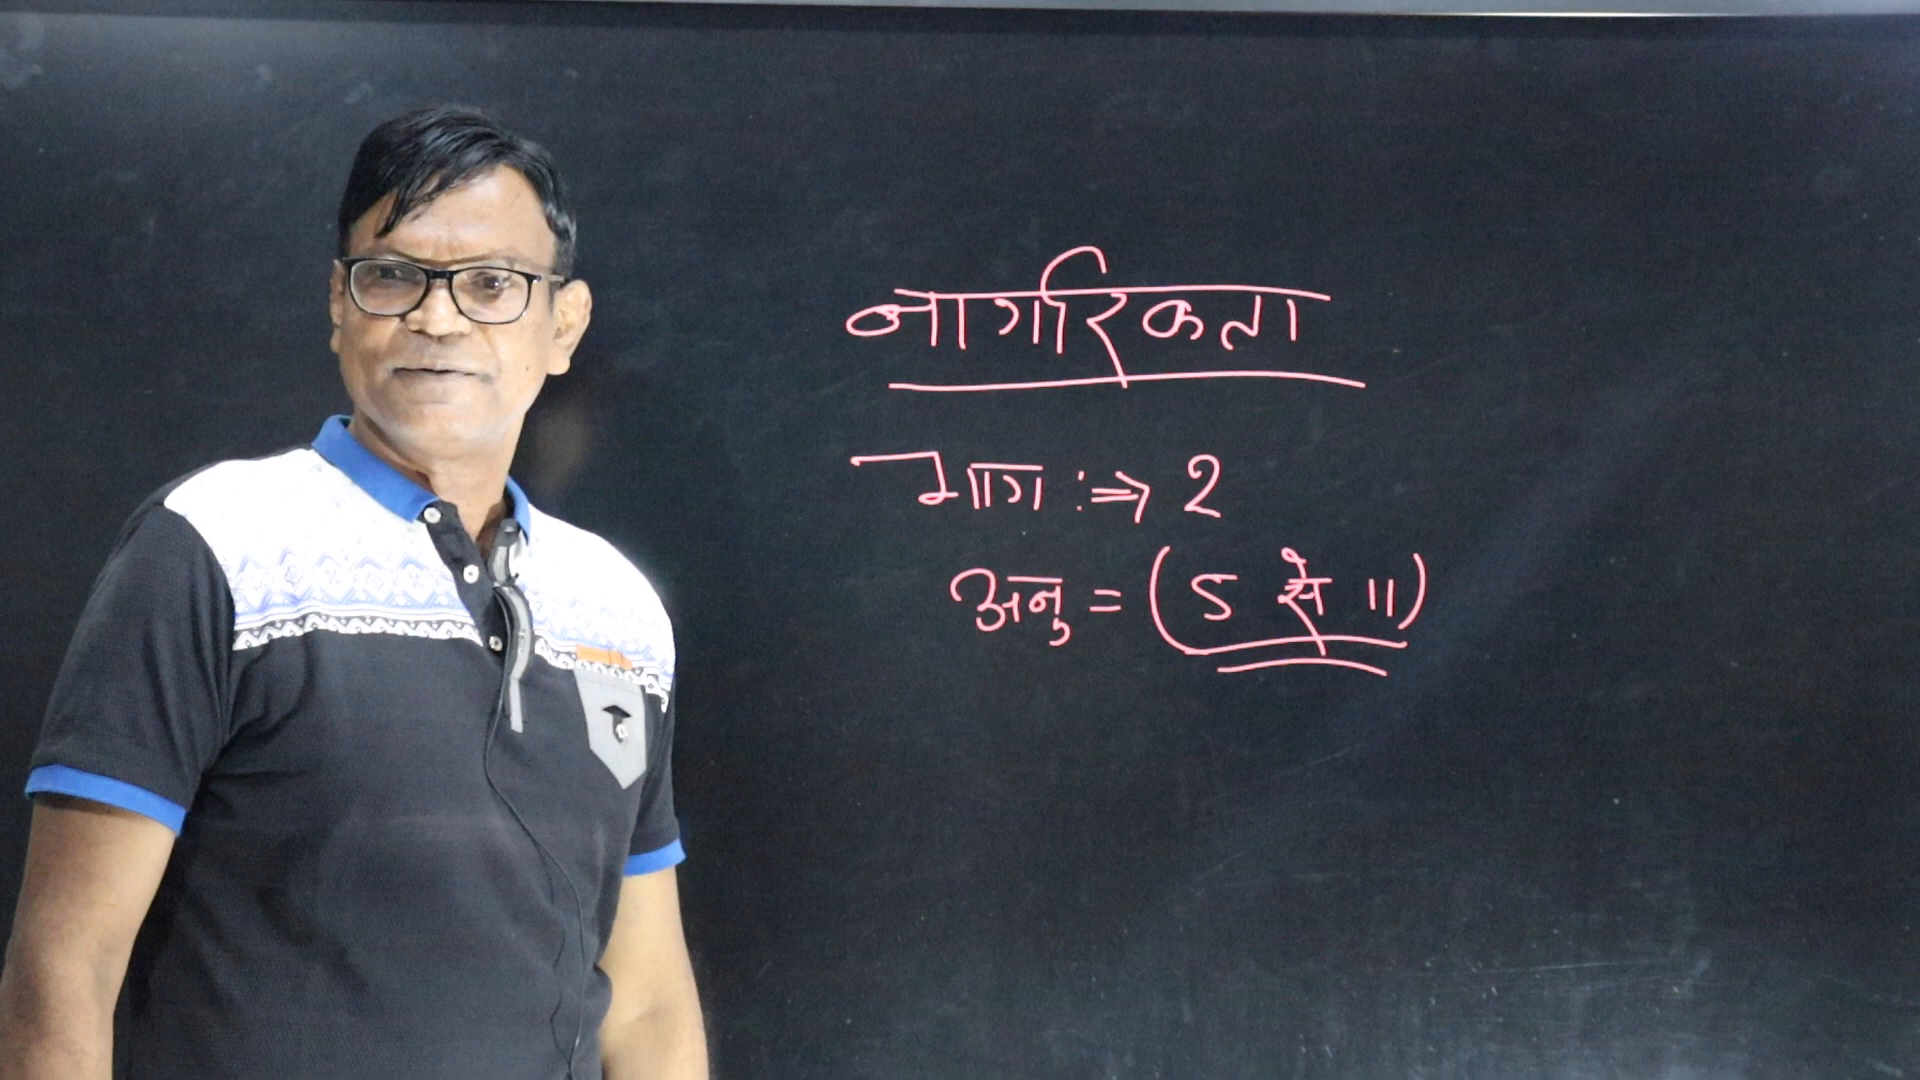 नागरिकता
भाग :⇒ 2
अनु = (5 से 11)